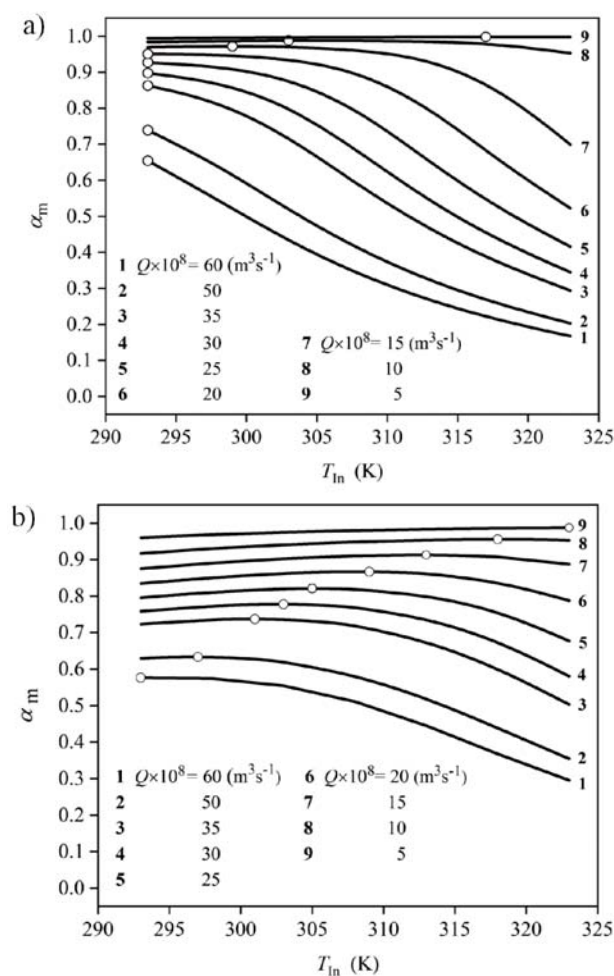 a)
1.0
0.9
0.8
0.7
0.6
0.5
0.4
0.3
0.2
0.1
0.0
αm
9
8
7
6
5
4
3
2
1
1 Q×10⁸= 60 (m³s⁻¹)
2 50
3 35
4 30 7 Q×10⁸= 15 (m³s⁻¹)
5 25 8 10
6 20 9 5
290 295 300 305 310 315 320 325
TIn (K)
b)
1.0
0.9
0.8
0.7
0.6
0.5
0.4
0.3
0.2
0.1
0.0
αm
9
8
7
6
5
4
3
2
1
1 Q×10⁸= 60 (m³s⁻¹) 6 Q×10⁸= 20 (m³s⁻¹)
2 50 7 15
3 35 8 10
4 30 9 5
5 25
290 295 300 305 310 315 320 325
TIn (K)